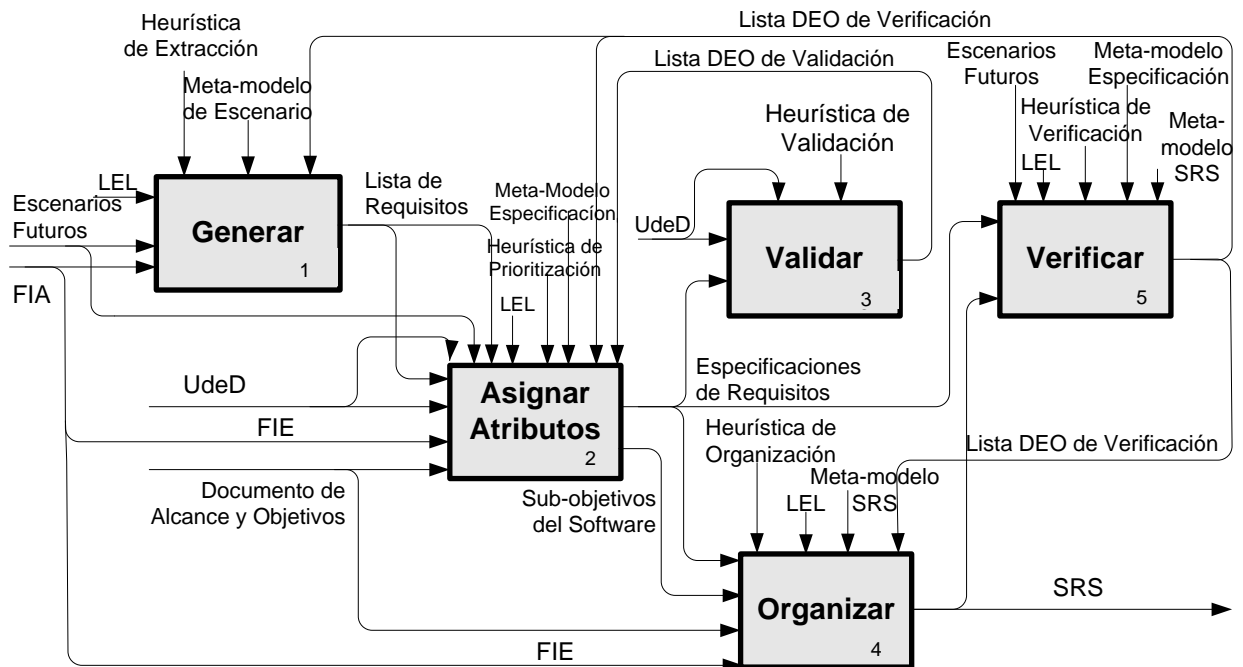 Heurística
de Extracción
Lista DEO de Verificación
Lista DEO de Validación
Escenarios
Futuros
Meta-modelo
Especificación
Meta-modelo
de Escenario
Heurística de
Validación
Heurística de
Verificación
LEL
Meta-
modelo
SRS
LEL
Escenarios
Futuros
FIA
Generar
1
Lista de
Requisitos
Meta-Modelo
Especificacíon
Heurística de
Prioritización
LEL
UdeD
Validar
3
Verificar
5
UdeD
FIE
Asignar
Atributos
2
Especificaciones
de Requisitos
Heurística de
Organización
Lista DEO de Verificación
Documento de
Alcance y Objetivos
Sub-objetivos
del Software
LEL
Meta-modelo
SRS
Organizar
4
SRS
FIE